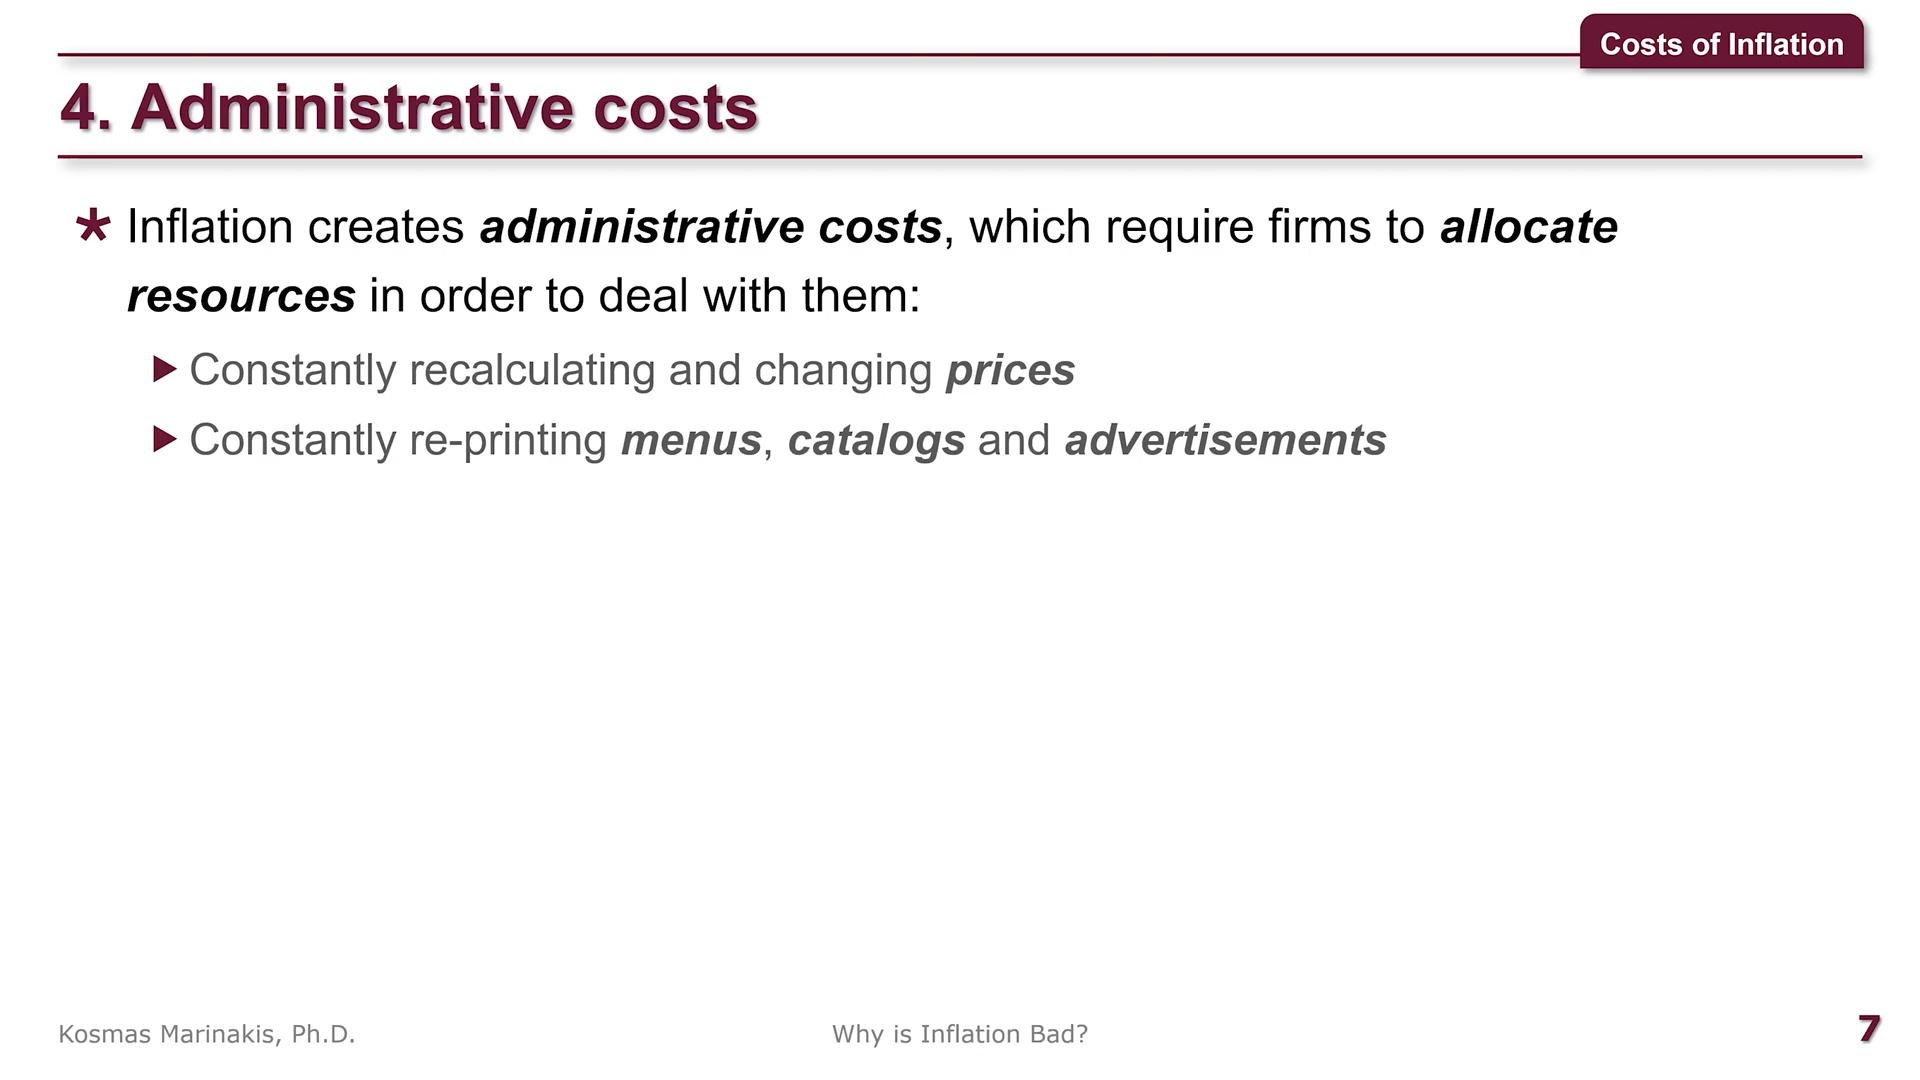 Costs of Inflation
4. Administrative costs
* Inflation creates administrative costs, which require firms to allocate
resources in order to deal with them:
Constantly recalculating and changing prices
Constantly re-printing menus, catalogs and advertisements
Kosmas Marinakis, Ph.D.
Why is Inflation Bad?
7